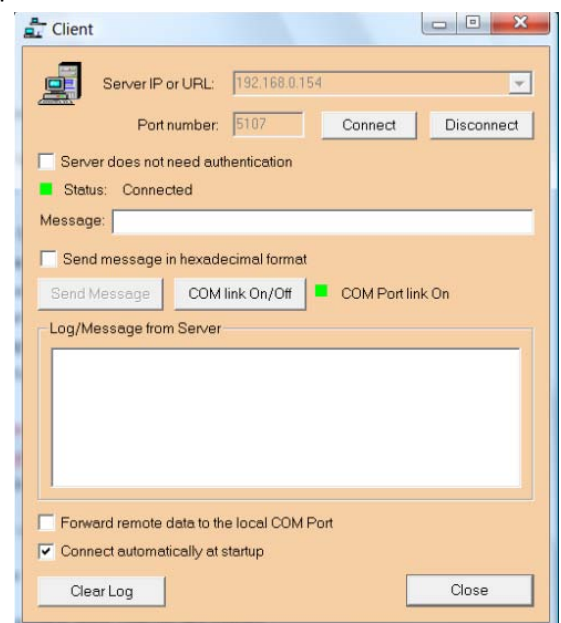 Client
Server IP or URL: 192.168.0.154
Port number: 5107 Connect Disconnect
Server does not need authentication
Status: Connected
Message:
Send message in hexadecimal format
Send Message COM link On/Off COM Port link On
Log/Message from Server
Forward remote data to the local COM Port
Connect automatically at startup
Clear Log Close